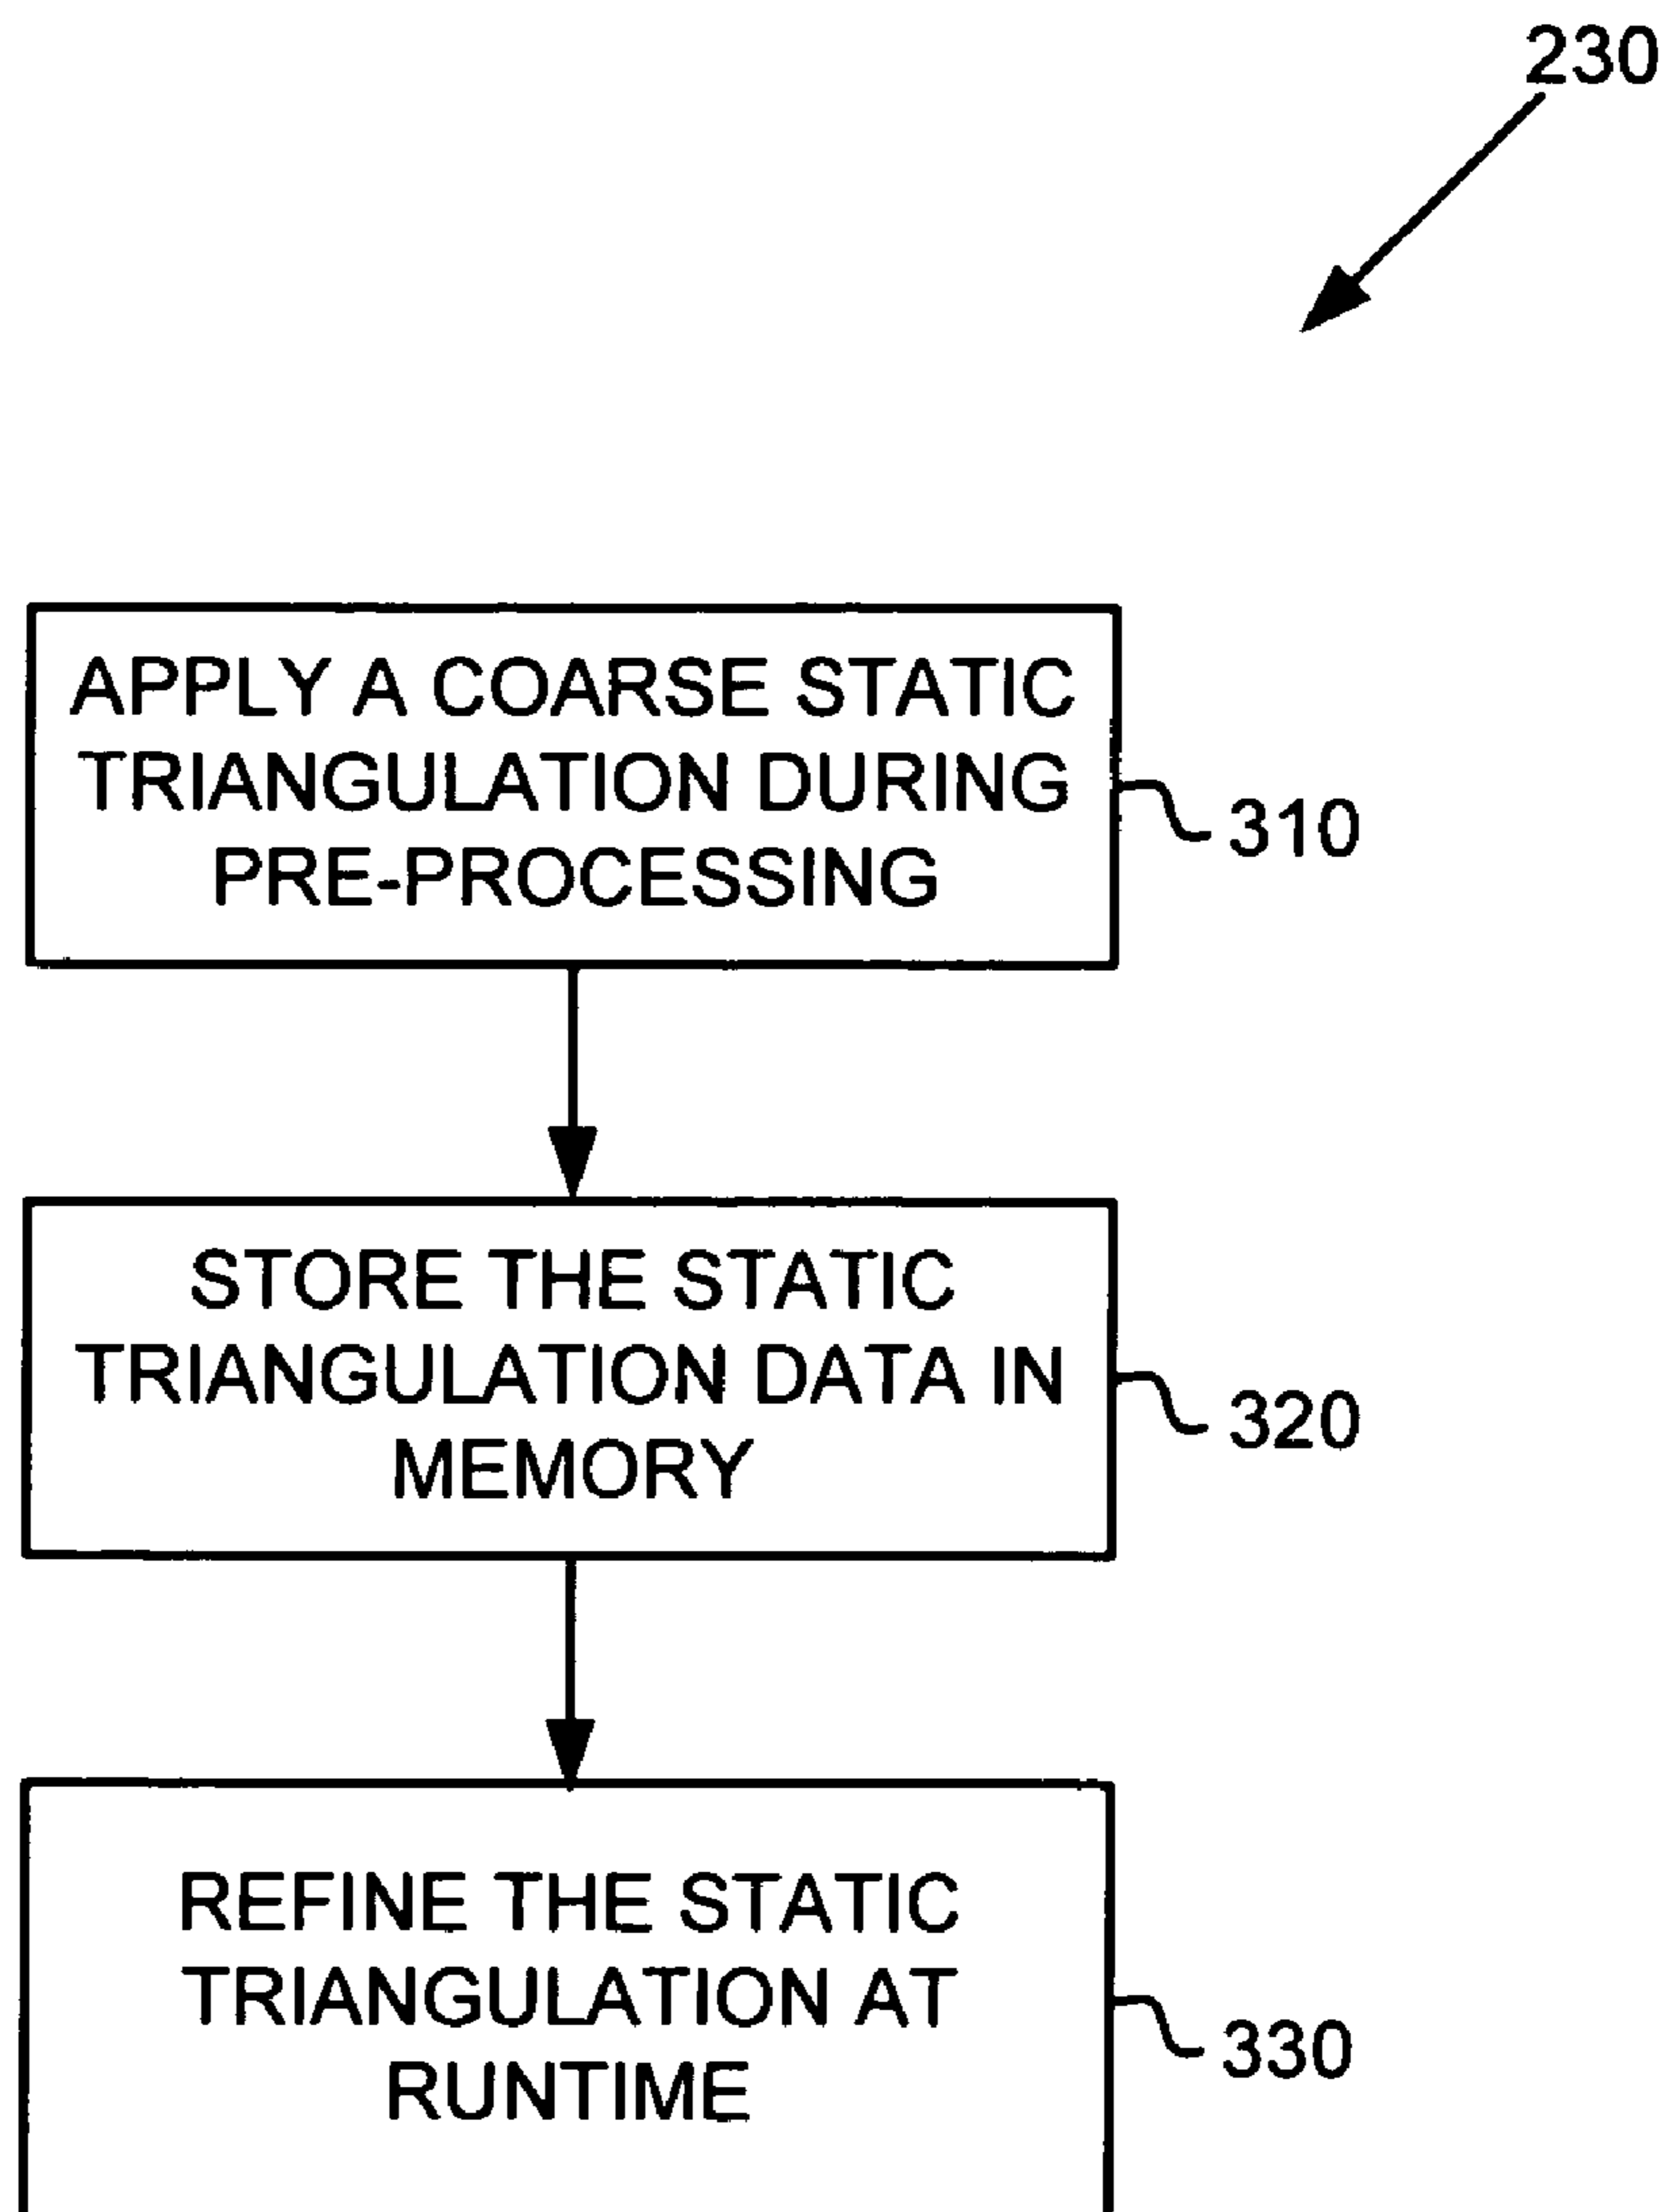 230
APPLY A COARSE STATIC
TRIANGULATION DURING
PRE-PROCESSING
310
STORE THE STATIC
TRIANGULATION DATA IN
MEMORY
320
REFINE THE STATIC
TRIANGULATION AT
RUNTIME
330